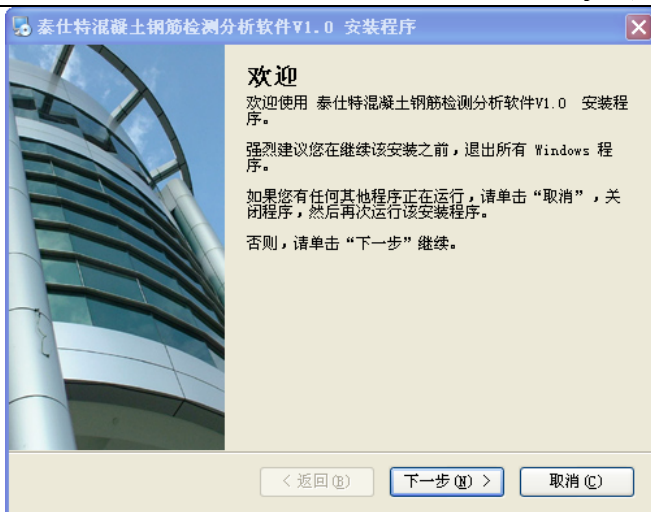 泰仕特混凝土钢筋检测分析软件V1.0 安装程序
欢迎
欢迎使用 泰仕特混凝土钢筋检测分析软件V1.0 安装程
序。
强烈建议您在继续该安装之前，退出所有 Windows 程
序。
如果您有任何其他程序正在运行，请单击“取消”，关
闭程序，然后再次运行该安装程序。
否则，请单击“下一步”继续。
< 返回(B)
下一步(N) >
取消(C)